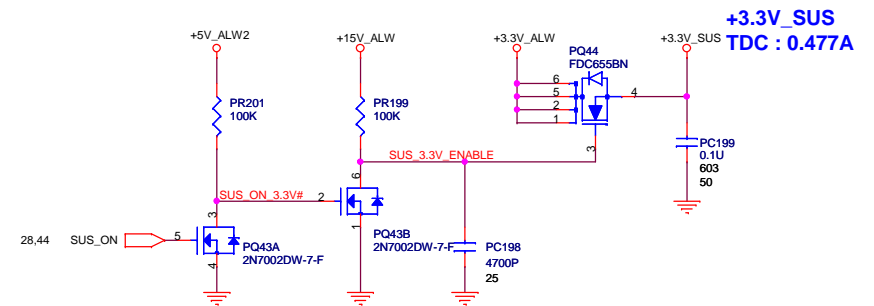 +3.3V_SUS
TDC : 0.477A
+5V_ALW2
+15V_ALW
+3.3V_ALW
+3.3V_SUS
PQ44
FDC655BN
6
5
2
1
4
3
PR201
100K
PR199
100K
PC199
0.1U
603
50
SUS_3.3V_ENABLE
SUS_ON_3.3V#
2
6
1
3
5
4
28,44 SUS_ON
PQ43A
2N7002DW-7-F
PQ43B
2N7002DW-7-F
PC198
4700P
25